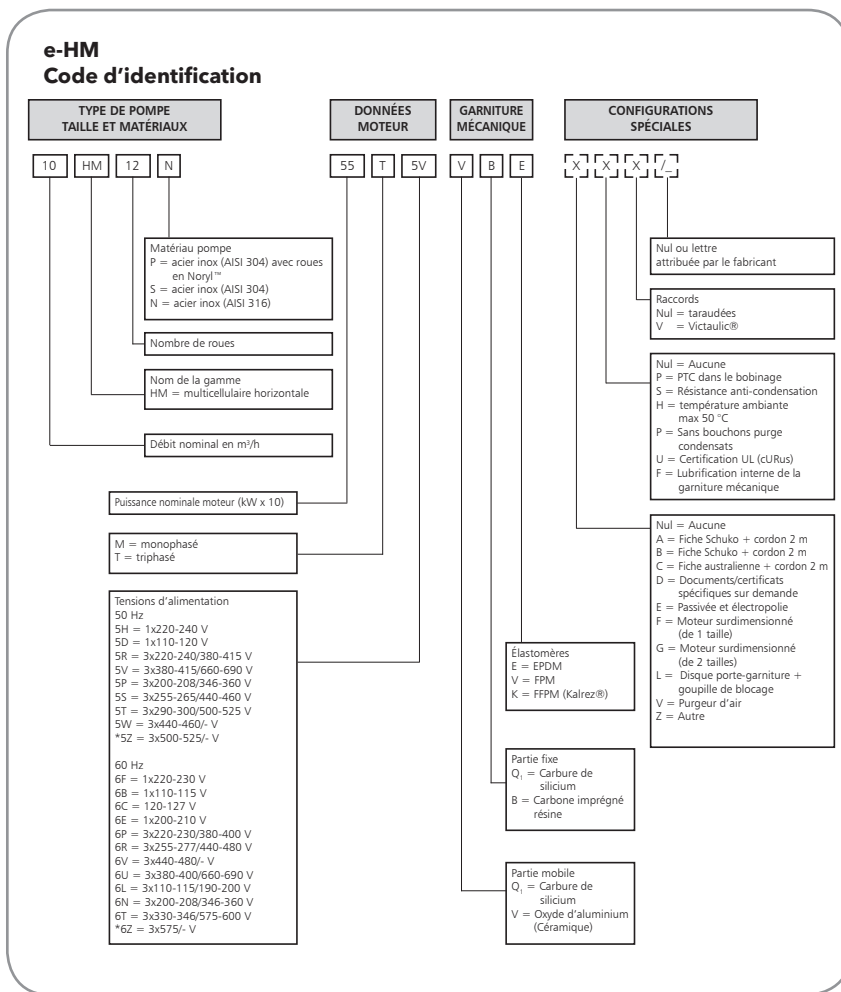 e-HM
Code d'identification
TYPE DE POMPE
TAILLE ET MATÉRIAUX
DONNÉES
MOTEUR
GARNITURE
MÉCANIQUE
CONFIGURATIONS
SPÉCIALES
10 HM 12 N 55 T 5V V B E X X X /_
Matériau pompe
P = acier inox (AISI 304) avec roues
en Noryl™
S = acier inox (AISI 304)
N = acier inox (AISI 316)
Nombre de roues
Nom de la gamme
HM = multicellulaire horizontale
Débit nominal en m³/h
Puissance nominale moteur (kW x 10)
M = monophasé
T = triphasé
Tensions d'alimentation
50 Hz
5H = 1x220-240 V
5D = 1x110-120 V
5R = 3x220-240/380-415 V
5V = 3x380-415/660-690 V
5P = 3x200-208/346-360 V
5S = 3x255-265/440-460 V
5T = 3x290-300/500-525 V
5W = 3x440-460/- V
*5Z = 3x500-525/- V
60 Hz
6F = 1x220-230 V
6B = 1x110-115 V
6C = 120-127 V
6E = 1x200-210 V
6P = 3x220-230/380-400 V
6R = 3x255-277/440-480 V
6V = 3x440-480/- V
6U = 3x380-400/660-690 V
6L = 3x110-115/190-200 V
6N = 3x200-208/346-360 V
6T = 3x330-346/575-600 V
*6Z = 3x575/- V
Élastomères
E = EPDM
V = FPM
K = FFPM (Kalrez®)
Partie fixe
Q₁ = Carbure de
silicium
B = Carbone imprégné
résine
Partie mobile
Q₁ = Carbure de
silicium
V = Oxyde d'aluminium
(Céramique)
Nul ou lettre
attribuée par le fabricant
Raccords
Nul = taraudées
V = Victaulic®
Nul = Aucune
P = PTC dans le bobinage
S = Résistance anti-condensation
H = température ambiante
max 50 °C
P = Sans bouchons purge
condensats
U = Certification UL (cURus)
F = Lubrification interne de la
garniture mécanique
Nul = Aucune
A = Fiche Schuko + cordon 2 m
B = Fiche Schuko + cordon 2 m
C = Fiche australienne + cordon 2 m
D = Documents/certificats
spécifiques sur demande
E = Passivée et électropolie
F = Moteur surdimensionné
(de 1 taille)
G = Moteur surdimensionné
(de 2 tailles)
L = Disque porte-garniture +
goupille de blocage
V = Purgeur d'air
Z = Autre